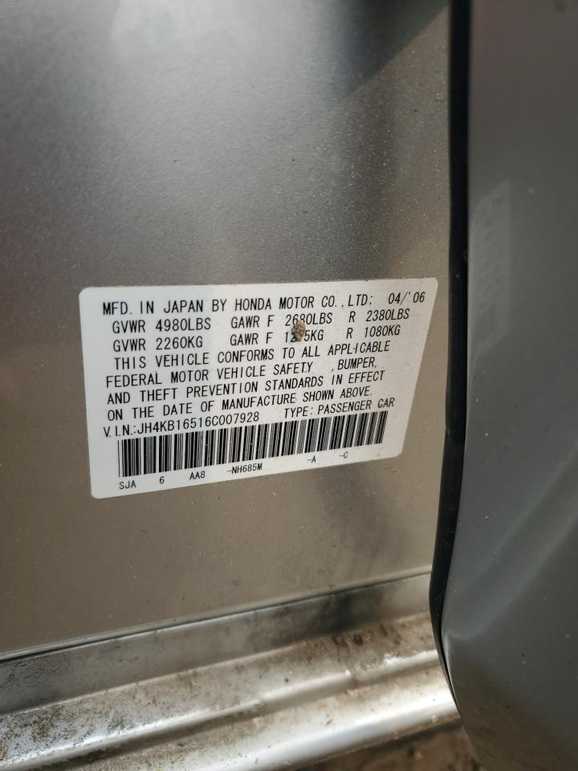 MFD. IN JAPAN BY HONDA MOTOR CO.,LTD: 04/'06
GVWR 4980LBS GAWR F 2680LBS R 2380LBS
GVWR 2260KG GAWR F R 1080KG
THIS VEHICLE CONFORMS TO ALL APPLICABLE
FEDERAL MOTOR VEHICLE SAFETY ,BUMPER,
AND THEFT PREVENTION STANDARDS IN EFFECT
ON THE DATE OF MANUFACTURE SHOWN ABOVE.
V.I.N.:JH4KB16516C007928 TYPE: PASSENGER CAR
SJA 6 AA8 -NH685M -A -C